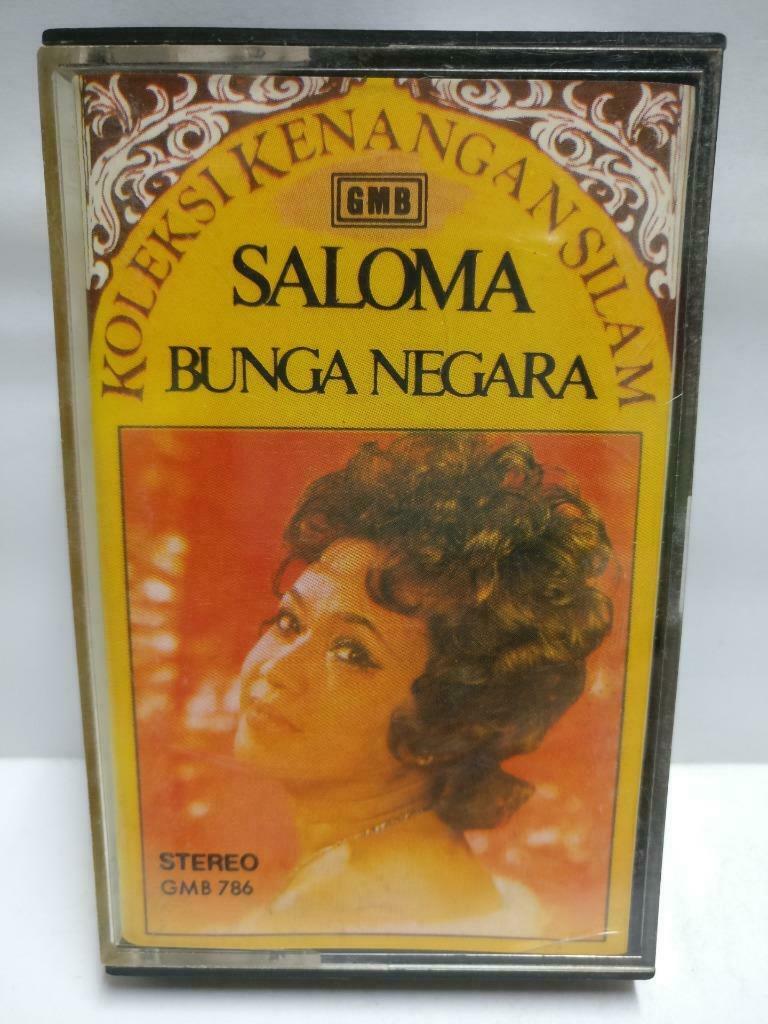 KOLEKSI KENANGAN SILAM
GMB
SALOMA
BUNGA NEGARA
STEREO
GMB 786